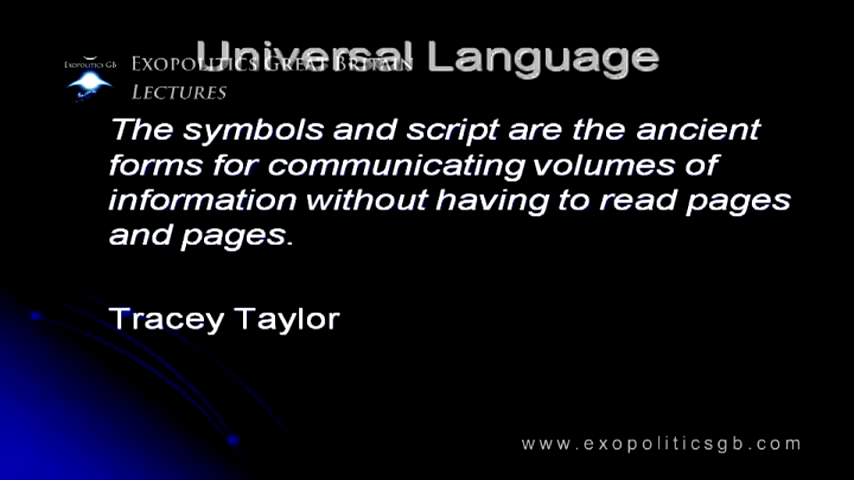 Universal Language
EXOPOLITICS GB
EXOPOLITICS GREAT BRITAIN
LECTURES
The symbols and script are the ancient
forms for communicating volumes of
information without having to read pages
and pages.
Tracey Taylor
www.exopoliticsgb.com